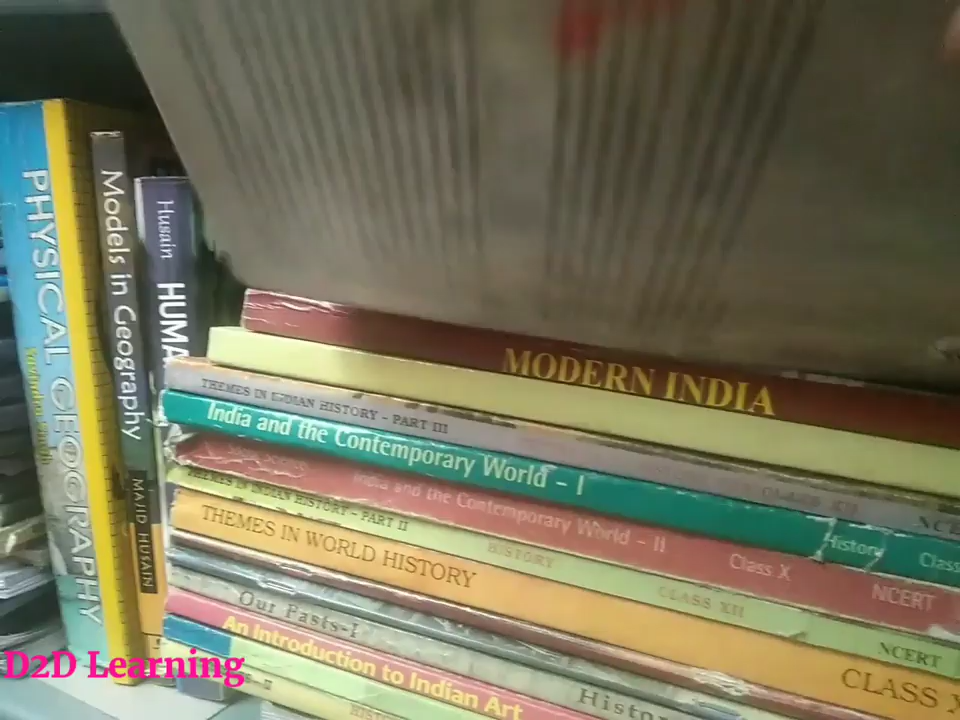 PHYSICAL GEOGRAPHY
Models in Geography
MAJID HUSAIN
Husain
MODERN INDIA
THEMES IN INDIAN HISTORY – PART III
CLASS XII
India and the Contemporary World – I
History
India and the Contemporary World – II
Class X
NCERT
THEMES IN INDIAN HISTORY – PART II
HISTORY
CLASS XII
NCERT
THEMES IN WORLD HISTORY
Our Pasts-I
An Introduction to Indian Art
D2D Learning